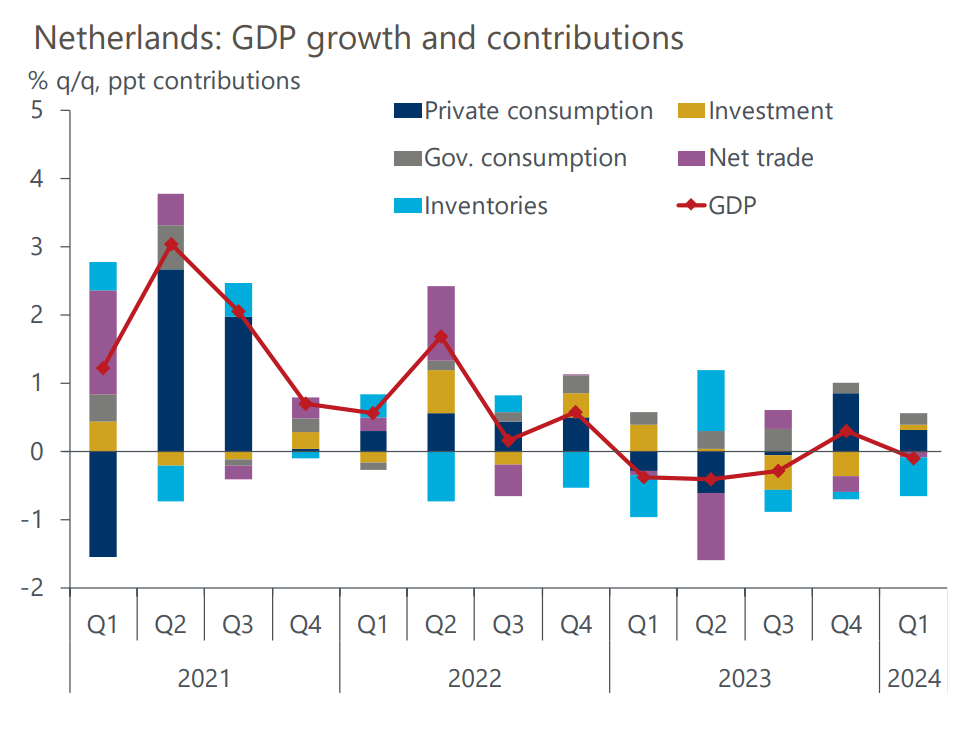 Netherlands: GDP growth and contributions
% q/q, ppt contributions
Private consumption Investment
Gov. consumption Net trade
Inventories GDP
5
4
3
2
1
0
-1
-2
Q1 Q2 Q3 Q4 Q1 Q2 Q3 Q4 Q1 Q2 Q3 Q4 Q1
2021 2022 2023 2024